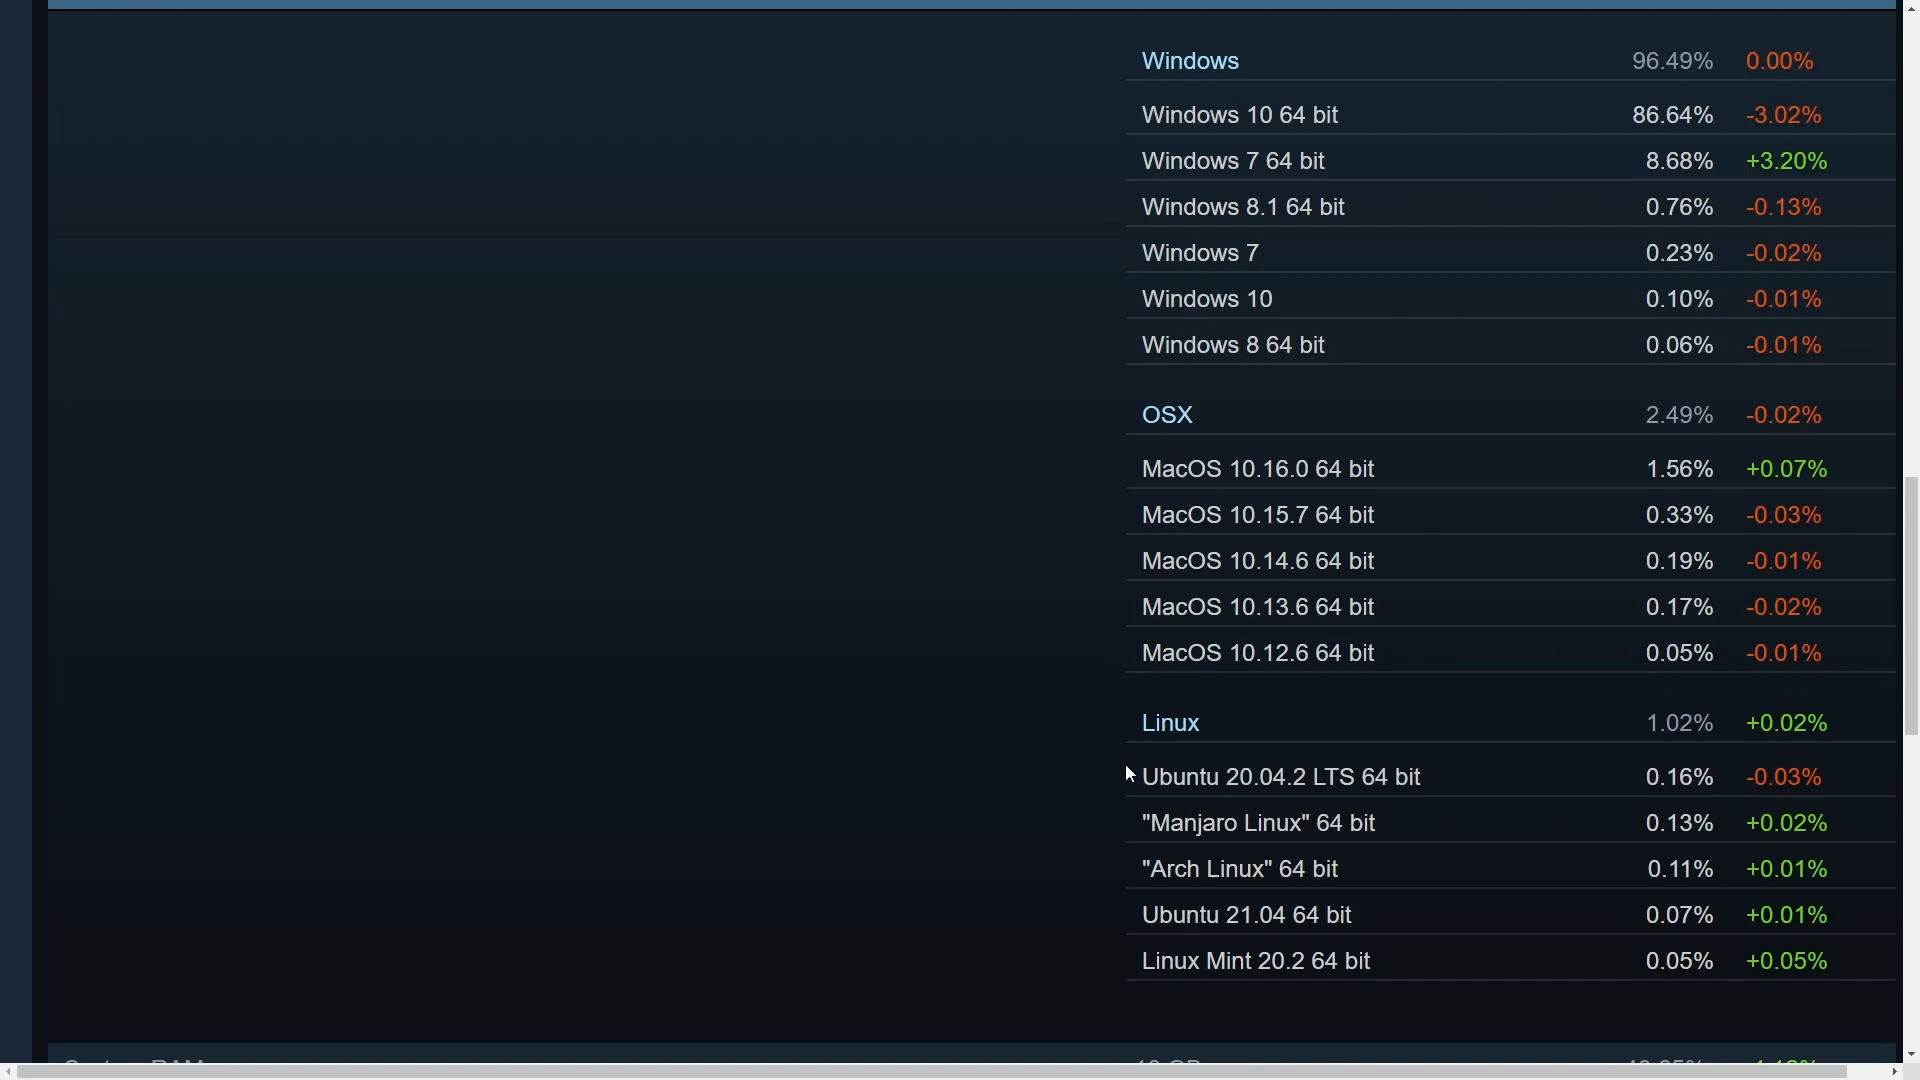 Windows 96.49% 0.00%
Windows 10 64 bit 86.64% -3.02%
Windows 7 64 bit 8.68% +3.20%
Windows 8.1 64 bit 0.76% -0.13%
Windows 7 0.23% -0.02%
Windows 10 0.10% -0.01%
Windows 8 64 bit 0.06% -0.01%
OSX 2.49% -0.02%
MacOS 10.16.0 64 bit 1.56% +0.07%
MacOS 10.15.7 64 bit 0.33% -0.03%
MacOS 10.14.6 64 bit 0.19% -0.01%
MacOS 10.13.6 64 bit 0.17% -0.02%
MacOS 10.12.6 64 bit 0.05% -0.01%
Linux 1.02% +0.02%
Ubuntu 20.04.2 LTS 64 bit 0.16% -0.03%
"Manjaro Linux" 64 bit 0.13% +0.02%
"Arch Linux" 64 bit 0.11% +0.01%
Ubuntu 21.04 64 bit 0.07% +0.01%
Linux Mint 20.2 64 bit 0.05% +0.05%